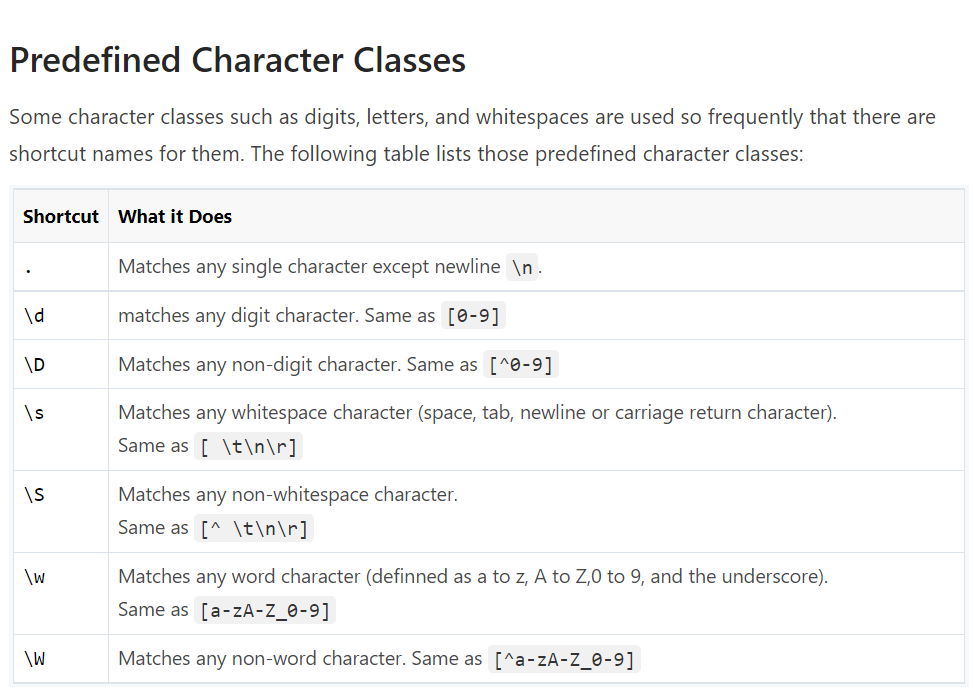 Predefined Character Classes
Some character classes such as digits, letters, and whitespaces are used so frequently that there are
shortcut names for them. The following table lists those predefined character classes:
Shortcut What it Does
. Matches any single character except newline \n .
\d matches any digit character. Same as [0-9]
\D Matches any non-digit character. Same as [^0-9]
\s Matches any whitespace character (space, tab, newline or carriage return character).
Same as [ \t\n\r]
\S Matches any non-whitespace character.
Same as [^ \t\n\r]
\w Matches any word character (definned as a to z, A to Z,0 to 9, and the underscore).
Same as [a-zA-Z_0-9]
\W Matches any non-word character. Same as [^a-zA-Z_0-9]